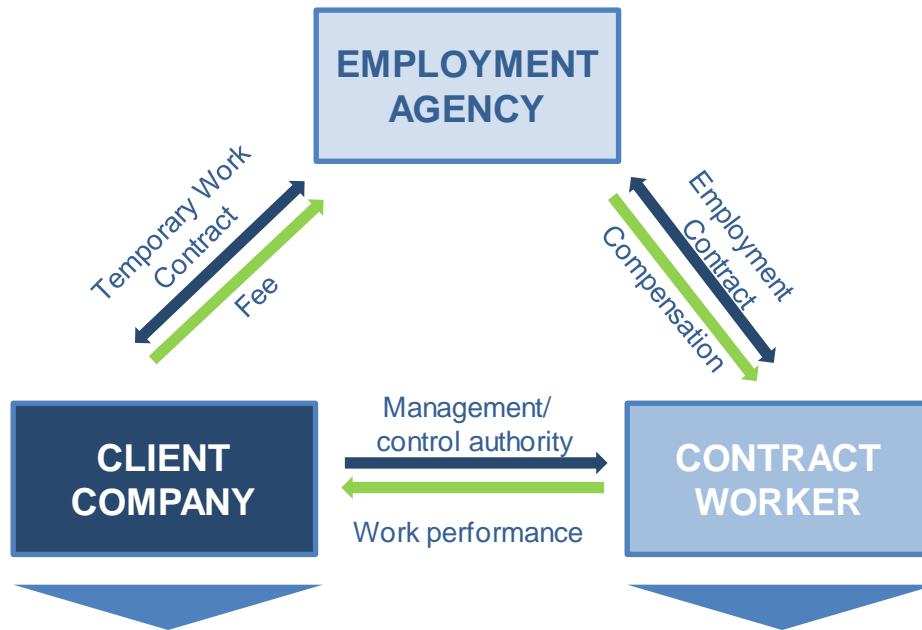 EMPLOYMENT
AGENCY
Temporary Work
Contract
Fee
Employment
Contract
Compensation
Management/
control authority
CLIENT
COMPANY
CONTRACT
WORKER
Work performance